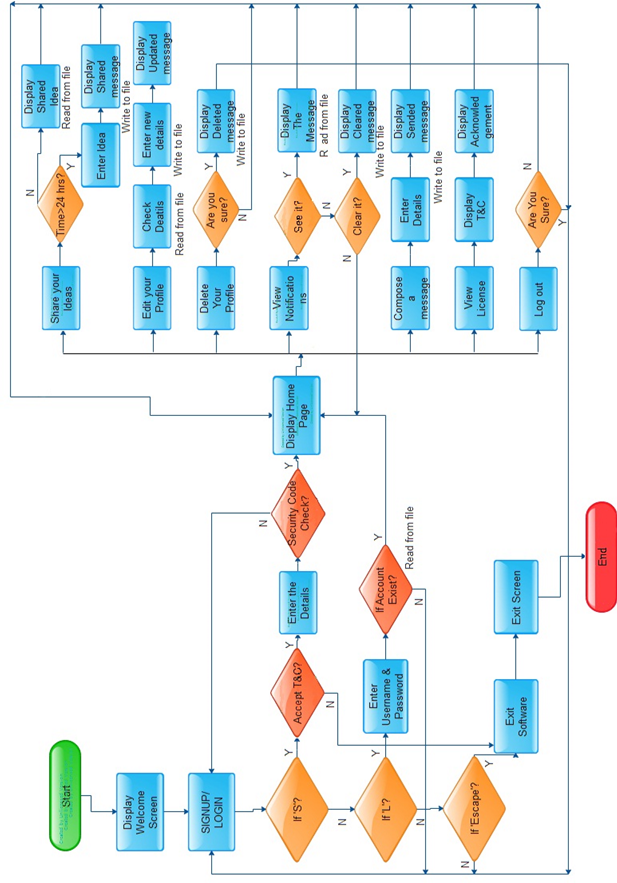 Start
Display
Welcome
Screen
SIGNUP/
LOGIN
If 'S'?
Y
N
Accept T&C?
Y
N
Enter the
Details
Security Code
Check?
Y
N
Display Home
Page
If 'L'?
Y
N
Enter
Username &
Password
If Account
Exist?
Y
N
Read from file
If 'Escape'?
Y
N
Exit
Software
Exit Screen
End
Share your
Ideas
Time>24 hrs?
N
Y
Display
Shared
Idea
Read from file
Enter Idea
Display
Shared
message
Write to file
Edit your
Profile
Check
Deatils
Read from file
Enter new
details
Write to file
Display
Updated
message
Delete
Your
Profile
Are you
sure?
Y
N
Display
Deleted
message
Write to file
View
Notificatio
ns
See it?
Y
N
Display
The
Message
R ad from file
Clear it?
Y
N
Display
Cleared
message
Write to file
Compose
a
message
Enter
Details
Write to file
Display
Sended
message
View
License
Display
T&C
Display
Acknowled
gement
Log out
Are You
Sure?
N
Y